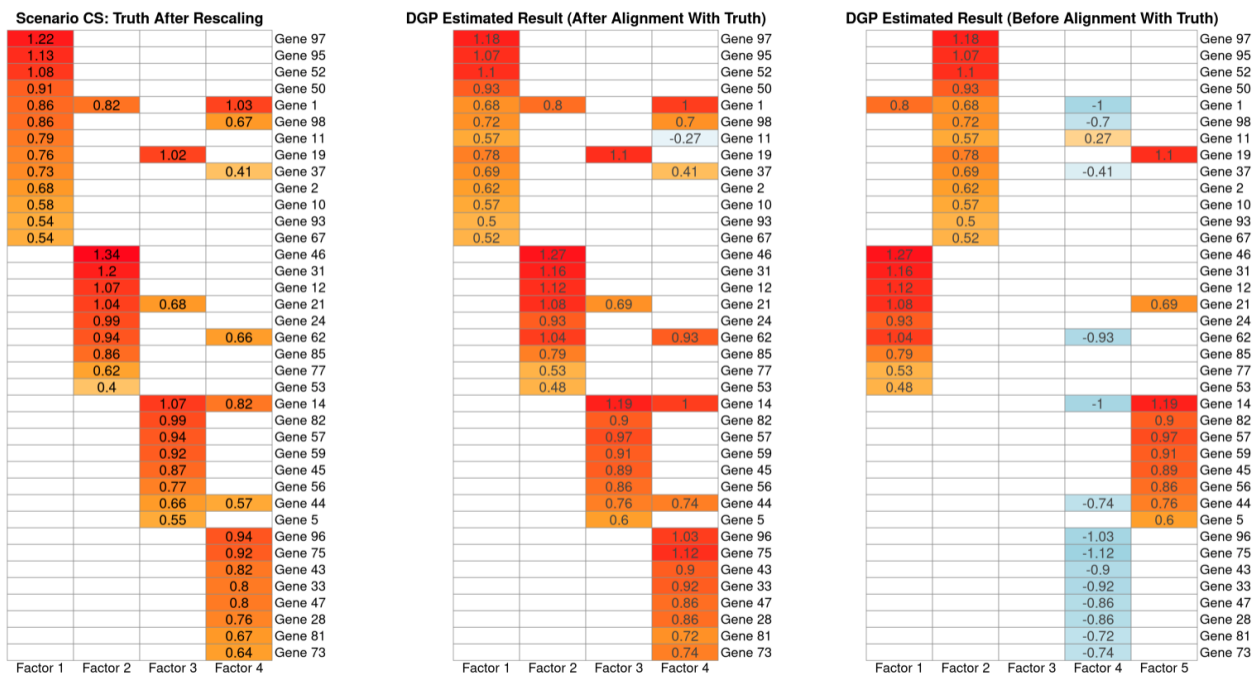 Scenario CS: Truth After Rescaling DGP Estimated Result (After Alignment With Truth) DGP Estimated Result (Before Alignment With Truth)
1.22 Gene 97 1.18 Gene 97 1.18 Gene 97
1.13 Gene 95 1.07 Gene 95 1.07 Gene 95
1.08 Gene 52 1.1 Gene 52 1.1 Gene 52
0.91 Gene 50 0.93 Gene 50 0.93 Gene 50
0.86 0.82 1.03 Gene 1 0.68 0.8 1 Gene 1 0.8 0.68 -1 Gene 1
0.86 0.67 Gene 98 0.72 0.7 Gene 98 0.72 -0.7 Gene 98
0.79 Gene 11 0.57 -0.27 Gene 11 0.57 0.27 Gene 11
0.76 1.02 Gene 19 0.78 1.1 Gene 19 0.78 1.1 Gene 19
0.73 0.41 Gene 37 0.69 0.41 Gene 37 0.69 -0.41 Gene 37
0.68 Gene 2 0.62 Gene 2 0.62 Gene 2
0.58 Gene 10 0.57 Gene 10 0.57 Gene 10
0.54 Gene 93 0.5 Gene 93 0.5 Gene 93
0.54 Gene 67 0.52 Gene 67 0.52 Gene 67
1.34 Gene 46 1.27 Gene 46 1.27 Gene 46
1.2 Gene 31 1.16 Gene 31 1.16 Gene 31
1.07 Gene 12 1.12 Gene 12 1.12 Gene 12
1.04 0.68 Gene 21 1.08 0.69 Gene 21 1.08 0.69 Gene 21
0.99 Gene 24 0.93 Gene 24 0.93 Gene 24
0.94 0.66 Gene 62 1.04 0.93 Gene 62 1.04 -0.93 Gene 62
0.86 Gene 85 0.79 Gene 85 0.79 Gene 85
0.62 Gene 77 0.53 Gene 77 0.53 Gene 77
0.4 Gene 53 0.48 Gene 53 0.48 Gene 53
1.07 0.82 Gene 14 1.19 1 Gene 14 -1 1.19 Gene 14
0.99 Gene 82 0.9 Gene 82 0.9 Gene 82
0.94 Gene 57 0.97 Gene 57 0.97 Gene 57
0.92 Gene 59 0.91 Gene 59 0.91 Gene 59
0.87 Gene 45 0.89 Gene 45 0.89 Gene 45
0.77 Gene 56 0.86 Gene 56 0.86 Gene 56
0.66 0.57 Gene 44 0.76 0.74 Gene 44 -0.74 0.76 Gene 44
0.55 Gene 5 0.6 Gene 5 0.6 Gene 5
0.94 Gene 96 1.03 Gene 96 -1.03 Gene 96
0.92 Gene 75 1.12 Gene 75 -1.12 Gene 75
0.82 Gene 43 0.9 Gene 43 -0.9 Gene 43
0.8 Gene 33 0.92 Gene 33 -0.92 Gene 33
0.8 Gene 47 0.86 Gene 47 -0.86 Gene 47
0.76 Gene 28 0.86 Gene 28 -0.86 Gene 28
0.67 Gene 81 0.72 Gene 81 -0.72 Gene 81
0.64 Gene 73 0.74 Gene 73 -0.74 Gene 73
Factor 1 Factor 2 Factor 3 Factor 4 Factor 1 Factor 2 Factor 3 Factor 4 Factor 1 Factor 2 Factor 3 Factor 4 Factor 5